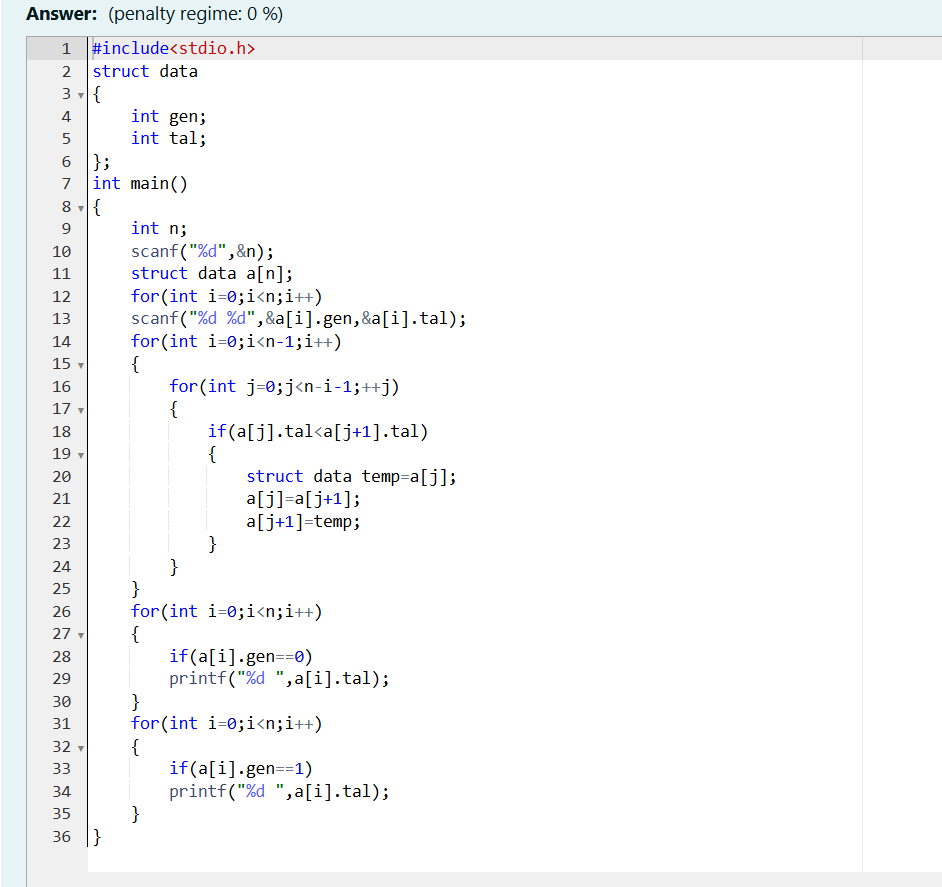 Answer: (penalty regime: 0 %)
1 #include<stdio.h>
2 struct data
3 {
4     int gen;
5     int tal;
6 };
7 int main()
8 {
9     int n;
10     scanf("%d",&n);
11     struct data a[n];
12     for(int i=0;i<n;i++)
13     scanf("%d %d",&a[i].gen,&a[i].tal);
14     for(int i=0;i<n-1;i++)
15     {
16         for(int j=0;j<n-i-1;++j)
17         {
18             if(a[j].tal<a[j+1].tal)
19             {
20                 struct data temp=a[j];
21                 a[j]=a[j+1];
22                 a[j+1]=temp;
23             }
24         }
25     }
26     for(int i=0;i<n;i++)
27     {
28         if(a[i].gen==0)
29         printf("%d ",a[i].tal);
30     }
31     for(int i=0;i<n;i++)
32     {
33         if(a[i].gen==1)
34         printf("%d ",a[i].tal);
35     }
36 }